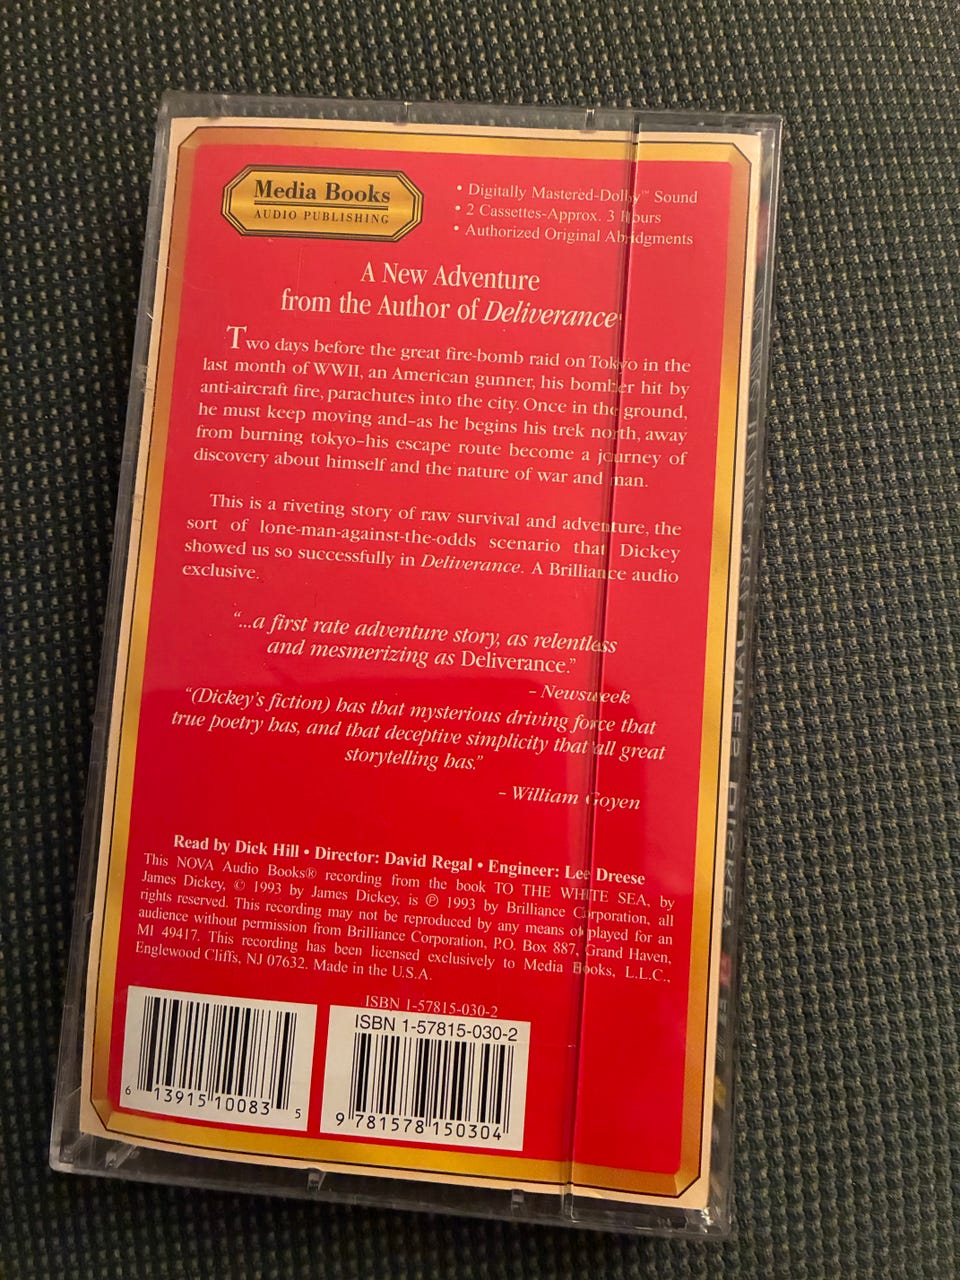 Media Books
AUDIO PUBLISHING
• Digitally Mastered-Dolby™ Sound
• 2 Cassettes-Approx. 3 Hours
• Authorized Original Abridgments
A New Adventure
from the Author of Deliverance
Two days before the great fire-bomb raid on Tokyo in the
last month of WWII, an American gunner, his bomber hit by
anti-aircraft fire, parachutes into the city. Once in the ground,
he must keep moving and–as he begins his trek north, away
from burning tokyo–his escape route become a journey of
discovery about himself and the nature of war and man.
This is a riveting story of raw survival and adventure, the
sort of lone-man-against-the-odds scenario that Dickey
showed us so successfully in Deliverance. A Brilliance audio
exclusive.
“...a first rate adventure story, as relentless
and mesmerizing as Deliverance.”
– Newsweek
“(Dickey’s fiction) has that mysterious driving force that
true poetry has, and that deceptive simplicity that all great
storytelling has.”
– William Goyen
Read by Dick Hill • Director: David Regal • Engineer: Lee Dreese
This NOVA Audio Books® recording from the book TO THE WHITE SEA, by
James Dickey, © 1993 by James Dickey, is ℗ 1993 by Brilliance Corporation, all
rights reserved. This recording may not be reproduced by any means or played for an
audience without permission from Brilliance Corporation, P.O. Box 887, Grand Haven,
MI 49417. This recording has been licensed exclusively to Media Books, L.L.C.,
Englewood Cliffs, NJ 07632. Made in the U.S.A.
ISBN 1-57815-030-2
ISBN 1-57815-030-2
6 13915 10083 5
9 781578 150304